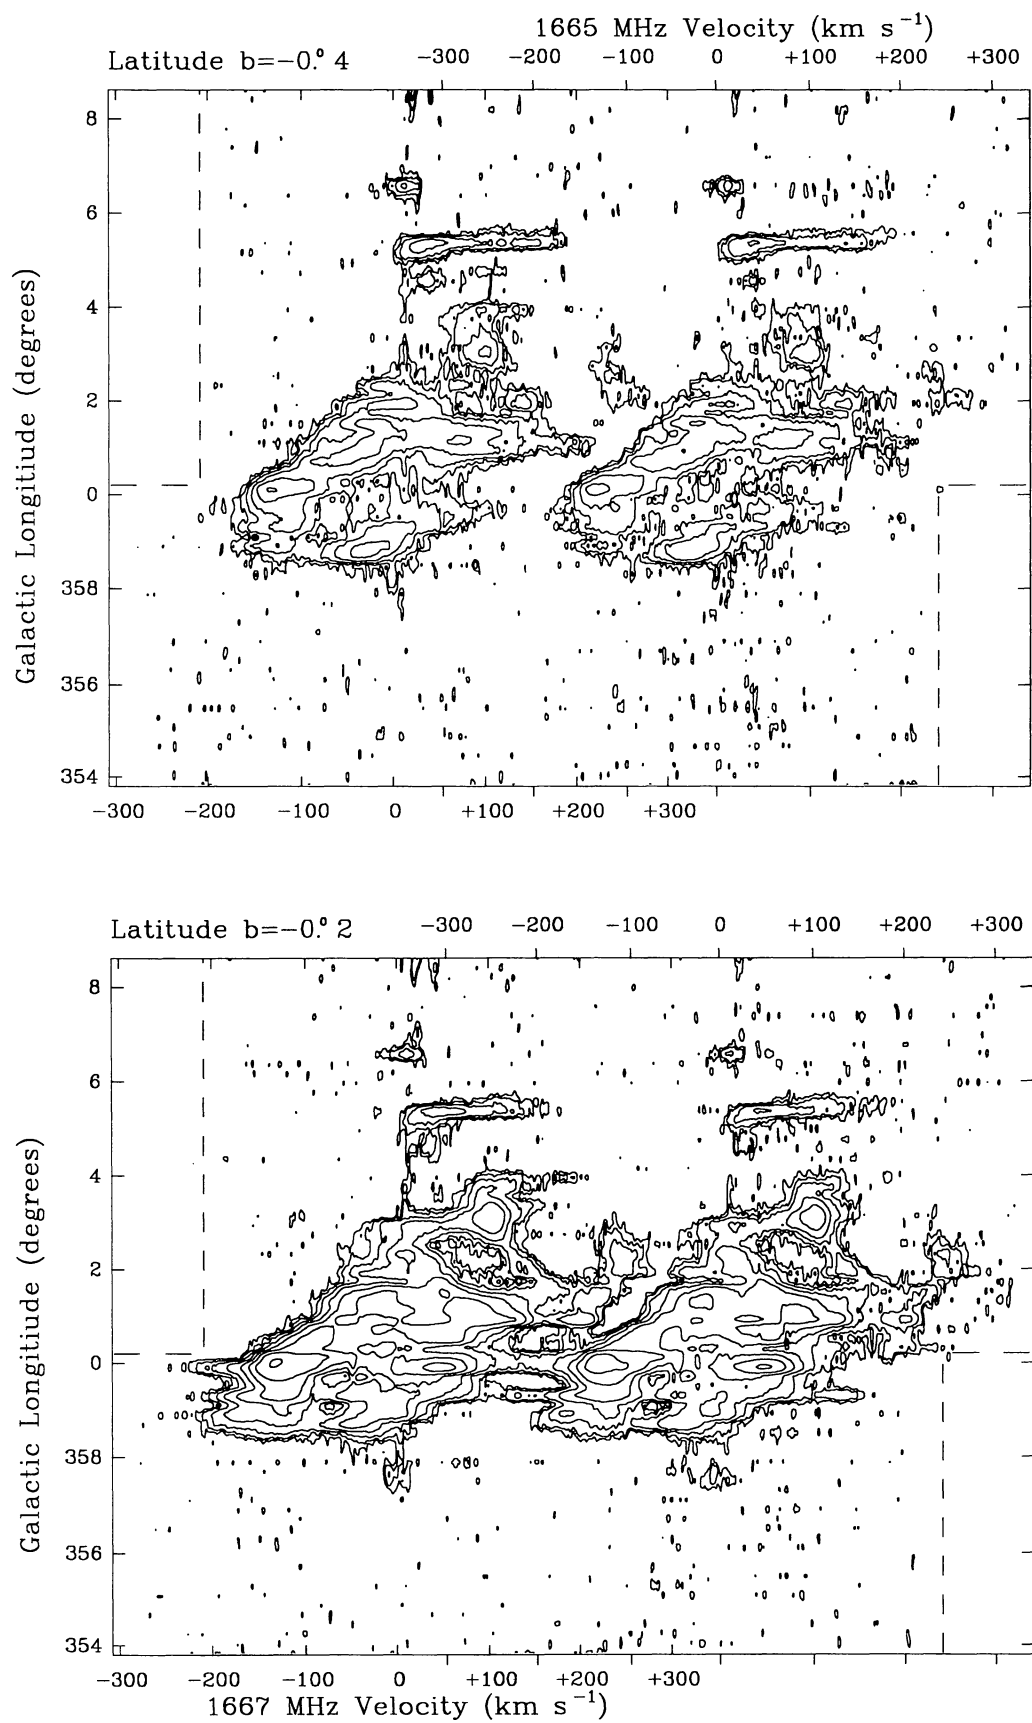 1665 MHz Velocity (km s⁻¹)
Latitude b=−0.°4
−300 −200 −100 0 +100 +200 +300
8
6
4
2
0
358
356
354
Galactic Longitiude (degrees)
−300 −200 −100 0 +100 +200 +300
Latitude b=−0.°2
−300 −200 −100 0 +100 +200 +300
8
6
4
2
0
358
356
354
Galactic Longitiude (degrees)
−300 −200 −100 0 +100 +200 +300
1667 MHz Velocity (km s⁻¹)